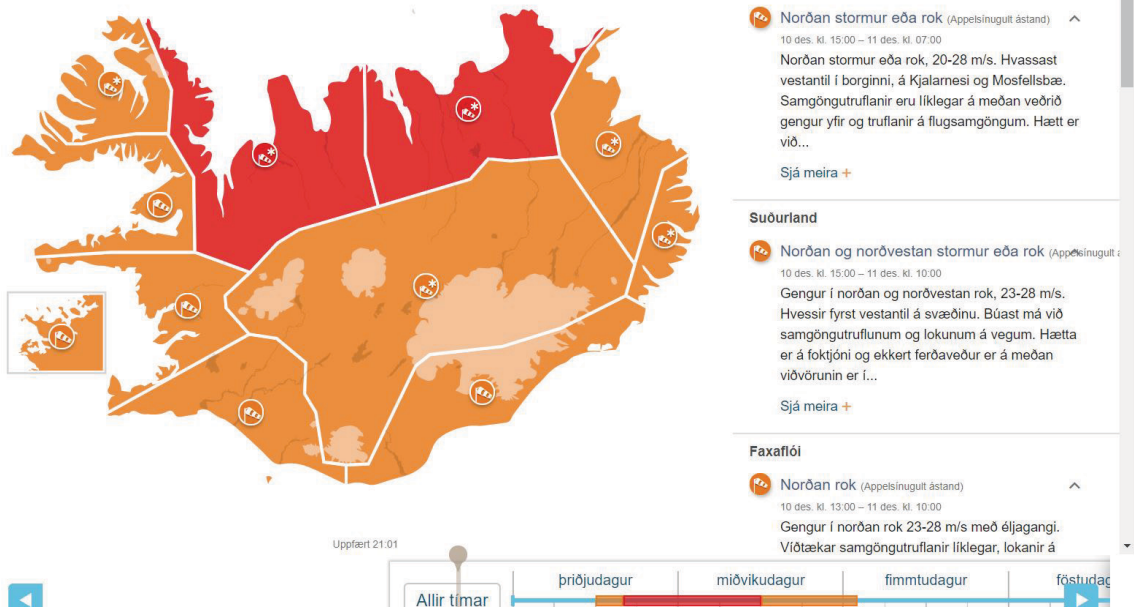 Norðan stormur eða rok (Appelsínugult ástand)
10 des. kl. 15:00 – 11 des. kl. 07:00
Norðan stormur eða rok, 20-28 m/s. Hvassast
vestantil í borginni, á Kjalarnesi og Mosfellsbæ.
Samgöngutruflanir eru líklegar á meðan veðrið
gengur yfir og truflanir á flugsamgöngum. Hætt er
við...
Sjá meira +
Suðurland
Norðan og norðvestan stormur eða rok (Appelsínugult
10 des. kl. 15:00 – 11 des. kl. 10:00
Gengur í norðan og norðvestan rok, 23-28 m/s.
Hvessir fyrst vestantil á svæðinu. Búast má við
samgöngutruflunum og lokunum á vegum. Hætta
er á foktjóni og ekkert ferðaveður er á meðan
viðvörunin er í...
Sjá meira +
Faxaflói
Norðan rok (Appelsínugult ástand)
10 des. kl. 13:00 – 11 des. kl. 10:00
Gengur í norðan rok 23-28 m/s með éljagangi.
Víðtækar samgöngutruflanir líklegar, lokanir á
Uppfært 21:01
Allir tímar
þriðjudagur miðvikudagur fimmtudagur föstudag